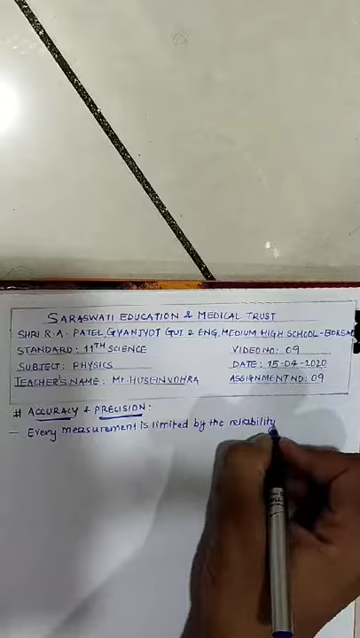 SARASWATI EDUCATION & MEDICAL TRUST
SHRI R.A. PATEL GYANJYOT GUJ & ENG. MEDIUM HIGH SCHOOL-BORSAD
STANDARD: 11TH SCIENCE VIDEO NO: 09
SUBJECT: PHYSICS DATE: 15-04-2020
TEACHER'S NAME: Mr. HUSEIN VOHRA ASSIGNMENT NO: 09
# ACCURACY & PRECISION:
— Every measurement is limited by the reliability